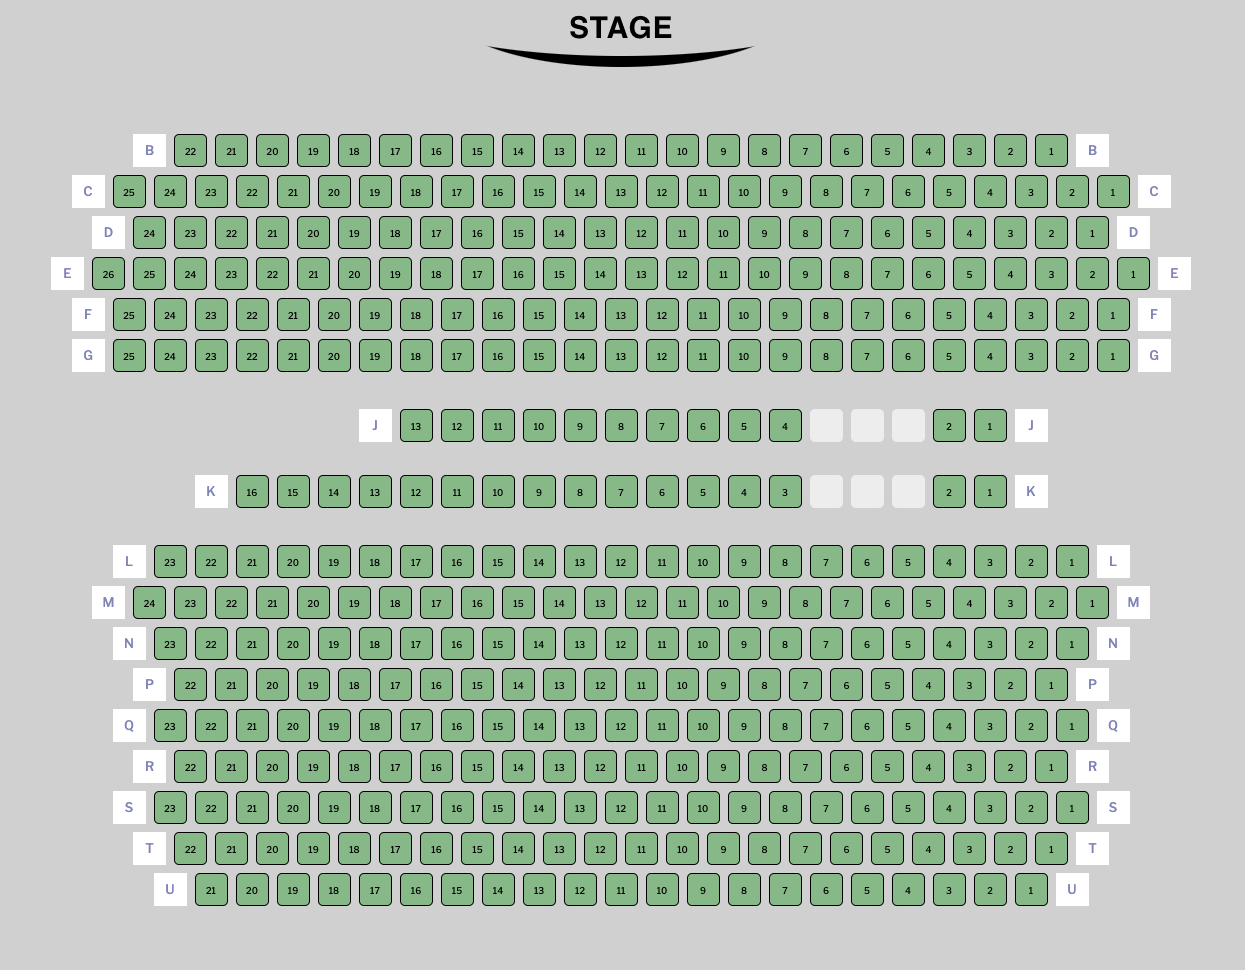 STAGE
B 22 21 20 19 18 17 16 15 14 13 12 11 10 9 8 7 6 5 4 3 2 1 B
C 25 24 23 22 21 20 19 18 17 16 15 14 13 12 11 10 9 8 7 6 5 4 3 2 1 C
D 24 23 22 21 20 19 18 17 16 15 14 13 12 11 10 9 8 7 6 5 4 3 2 1 D
E 26 25 24 23 22 21 20 19 18 17 16 15 14 13 12 11 10 9 8 7 6 5 4 3 2 1 E
F 25 24 23 22 21 20 19 18 17 16 15 14 13 12 11 10 9 8 7 6 5 4 3 2 1 F
G 25 24 23 22 21 20 19 18 17 16 15 14 13 12 11 10 9 8 7 6 5 4 3 2 1 G
J 13 12 11 10 9 8 7 6 5 4 2 1 J
K 16 15 14 13 12 11 10 9 8 7 6 5 4 3 2 1 K
L 23 22 21 20 19 18 17 16 15 14 13 12 11 10 9 8 7 6 5 4 3 2 1 L
M 24 23 22 21 20 19 18 17 16 15 14 13 12 11 10 9 8 7 6 5 4 3 2 1 M
N 23 22 21 20 19 18 17 16 15 14 13 12 11 10 9 8 7 6 5 4 3 2 1 N
P 22 21 20 19 18 17 16 15 14 13 12 11 10 9 8 7 6 5 4 3 2 1 P
Q 23 22 21 20 19 18 17 16 15 14 13 12 11 10 9 8 7 6 5 4 3 2 1 Q
R 22 21 20 19 18 17 16 15 14 13 12 11 10 9 8 7 6 5 4 3 2 1 R
S 23 22 21 20 19 18 17 16 15 14 13 12 11 10 9 8 7 6 5 4 3 2 1 S
T 22 21 20 19 18 17 16 15 14 13 12 11 10 9 8 7 6 5 4 3 2 1 T
U 21 20 19 18 17 16 15 14 13 12 11 10 9 8 7 6 5 4 3 2 1 U